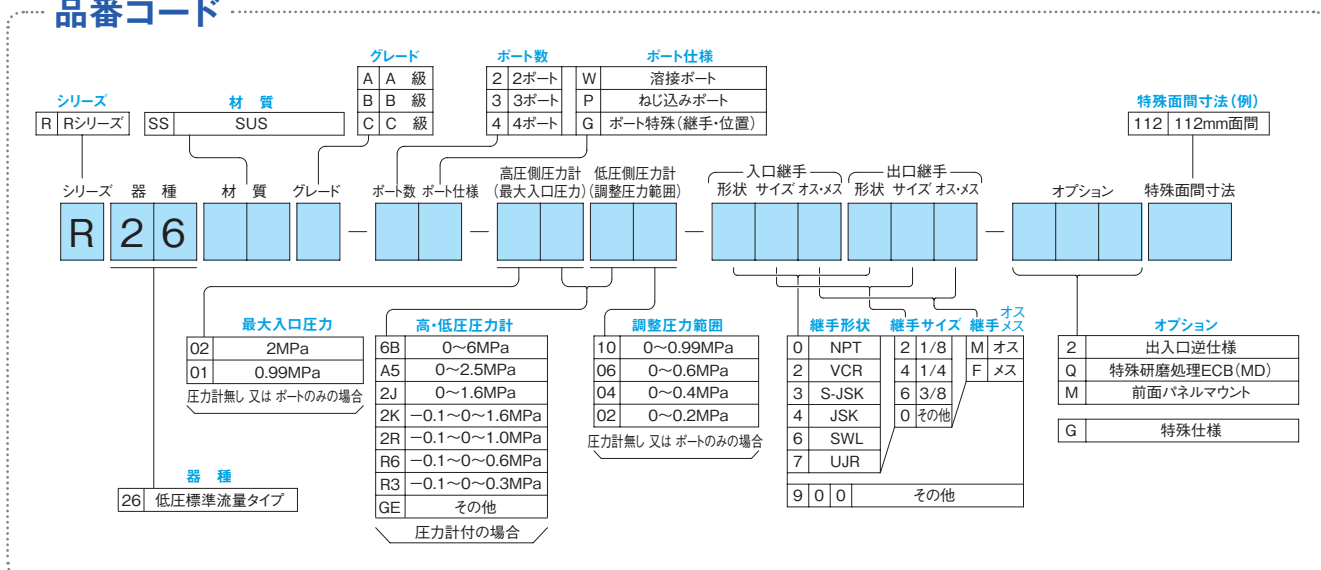 品番コード
グレード ポート数 ポート仕様
A A 級 2 2ポート W 溶接ポート
シリーズ 材 質 B B 級 3 3ポート P ねじ込みポート 特殊面間寸法(例)
R Rシリーズ SS SUS C C 級 4 4ポート G ポート特殊(継手・位置) 112 112mm面間
高圧側圧力計 低圧側圧力計 入口継手 出口継手
シリーズ 器 種 材 質 グレード ポート数 ポート仕様 (最大入口圧力) (調整圧力範囲) 形状 サイズ オス・メス 形状 サイズ オス・メス オプション 特殊面間寸法
R 2 6 − − − −
最大入口圧力
02 2MPa
01 0.99MPa
圧力計無し 又は ポートのみの場合
器 種
26 低圧標準流量タイプ
高・低圧圧力計
6B 0〜6MPa
A5 0〜2.5MPa
2J 0〜1.6MPa
2K −0.1〜0〜1.6MPa
2R −0.1〜0〜1.0MPa
R6 −0.1〜0〜0.6MPa
R3 −0.1〜0〜0.3MPa
GE その他
圧力計付の場合
調整圧力範囲
10 0〜0.99MPa
06 0〜0.6MPa
04 0〜0.4MPa
02 0〜0.2MPa
圧力計無し 又は ポートのみの場合
継手形状 継手サイズ 継手オスメス
0 NPT 2 1/8 M オス
2 VCR 4 1/4 F メス
3 S-JSK 6 3/8
4 JSK 0 その他
6 SWL
7 UJR
9 0 0 その他
オプション
2 出入口逆仕様
Q 特殊研磨処理ECB(MD)
M 前面パネルマウント
G 特殊仕様